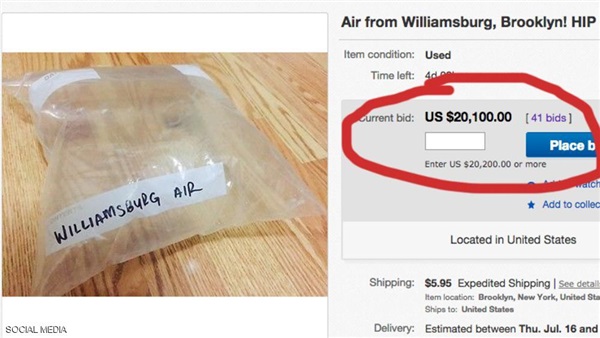 Air from Williamsburg, Brooklyn! HIP
Item condition: Used
Time left:
Current bid: US $20,100.00 [ 41 bids ]
Place b
Enter US $20,200.00 or more
Add to collec
Located in United States
Shipping: $5.95 Expedited Shipping | See detail
Item location: Brooklyn, New York, United Sta
Ships to: United States
Delivery: Estimated between Thu. Jul. 16 and
WILLIAMSBURG AIR
SOCIAL MEDIA